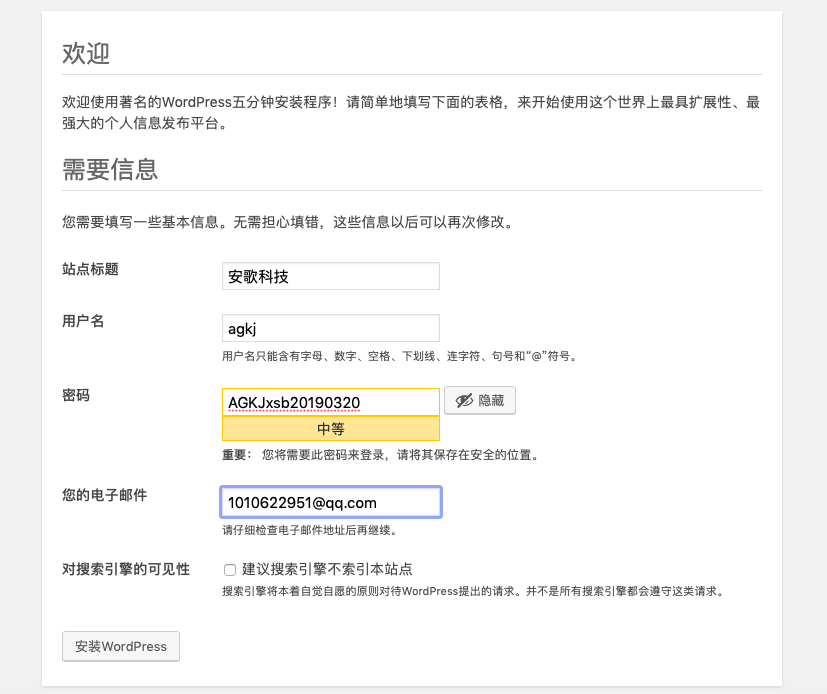 欢迎
欢迎使用著名的WordPress五分钟安装程序！请简单地填写下面的表格，来开始使用这个世界上最具扩展性、最
强大的个人信息发布平台。
需要信息
您需要填写一些基本信息。无需担心填错，这些信息以后可以再次修改。
站点标题
安歌科技
用户名
agkj
用户名只能含有字母、数字、空格、下划线、连字符、句号和“@”符号。
密码
AGKJxsb20190320
隐藏
中等
重要： 您将需要此密码来登录，请将其保存在安全的位置。
您的电子邮件
1010622951@qq.com
请仔细检查电子邮件地址后再继续。
对搜索引擎的可见性
建议搜索引擎不索引本站点
搜索引擎将本着自觉自愿的原则对待WordPress提出的请求。并不是所有搜索引擎都会遵守这类请求。
安装WordPress